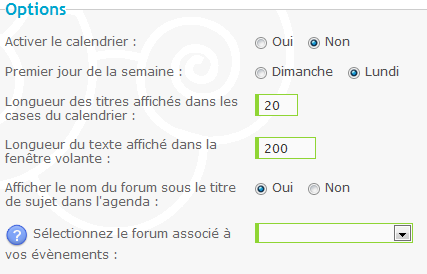 Options
Activer le calendrier : Oui Non
Premier jour de la semaine : Dimanche Lundi
Longueur des titres affichés dans les
cases du calendrier : 20
Longueur du texte affiché dans la
fenêtre volante : 200
Afficher le nom du forum sous le titre
de sujet dans l'agenda : Oui Non
? Sélectionnez le forum associé à
vos évènements :